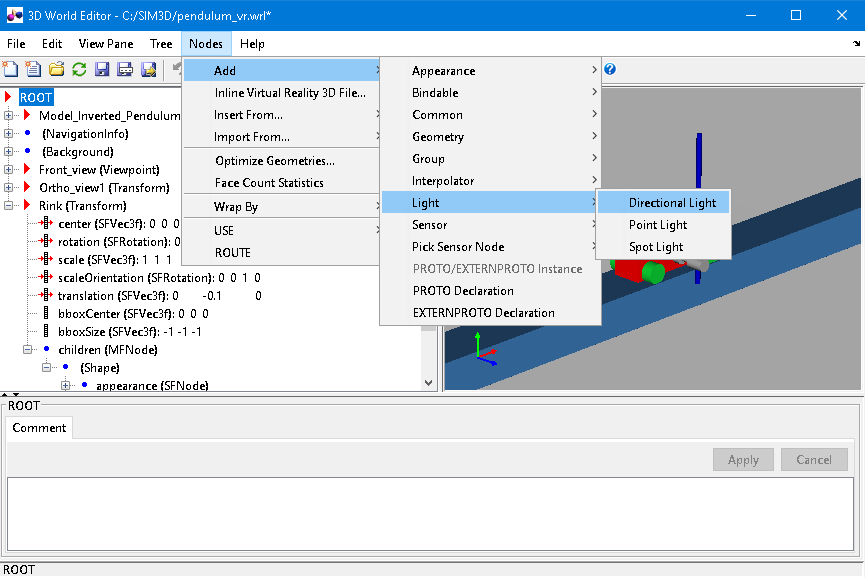 3D World Editor - C:/SIM3D/pendulum_vr.wrl*
File Edit View Pane Tree Nodes Help
ROOT
Model_Inverted_Pendulum
(NavigationInfo)
(Background)
Front_view (Viewpoint)
Ortho_view1 (Transform)
Rink (Transform)
center (SFVec3f): 0 0 0
rotation (SFRotation): 0
scale (SFVec3f): 1 1 1
scaleOrientation (SFRotation): 0 0 1 0
translation (SFVec3f): 0 -0.1 0
bboxCenter (SFVec3f): 0 0 0
bboxSize (SFVec3f): -1 -1 -1
children (MFNode)
(Shape)
appearance (SFNode)
Add
Inline Virtual Reality 3D File...
Insert From...
Import From...
Optimize Geometries...
Face Count Statistics
Wrap By
USE
ROUTE
Appearance
Bindable
Common
Geometry
Group
Interpolator
Light
Sensor
Pick Sensor Node
PROTO/EXTERNPROTO Instance
PROTO Declaration
EXTERNPROTO Declaration
Directional Light
Point Light
Spot Light
ROOT
Comment
Apply Cancel
ROOT